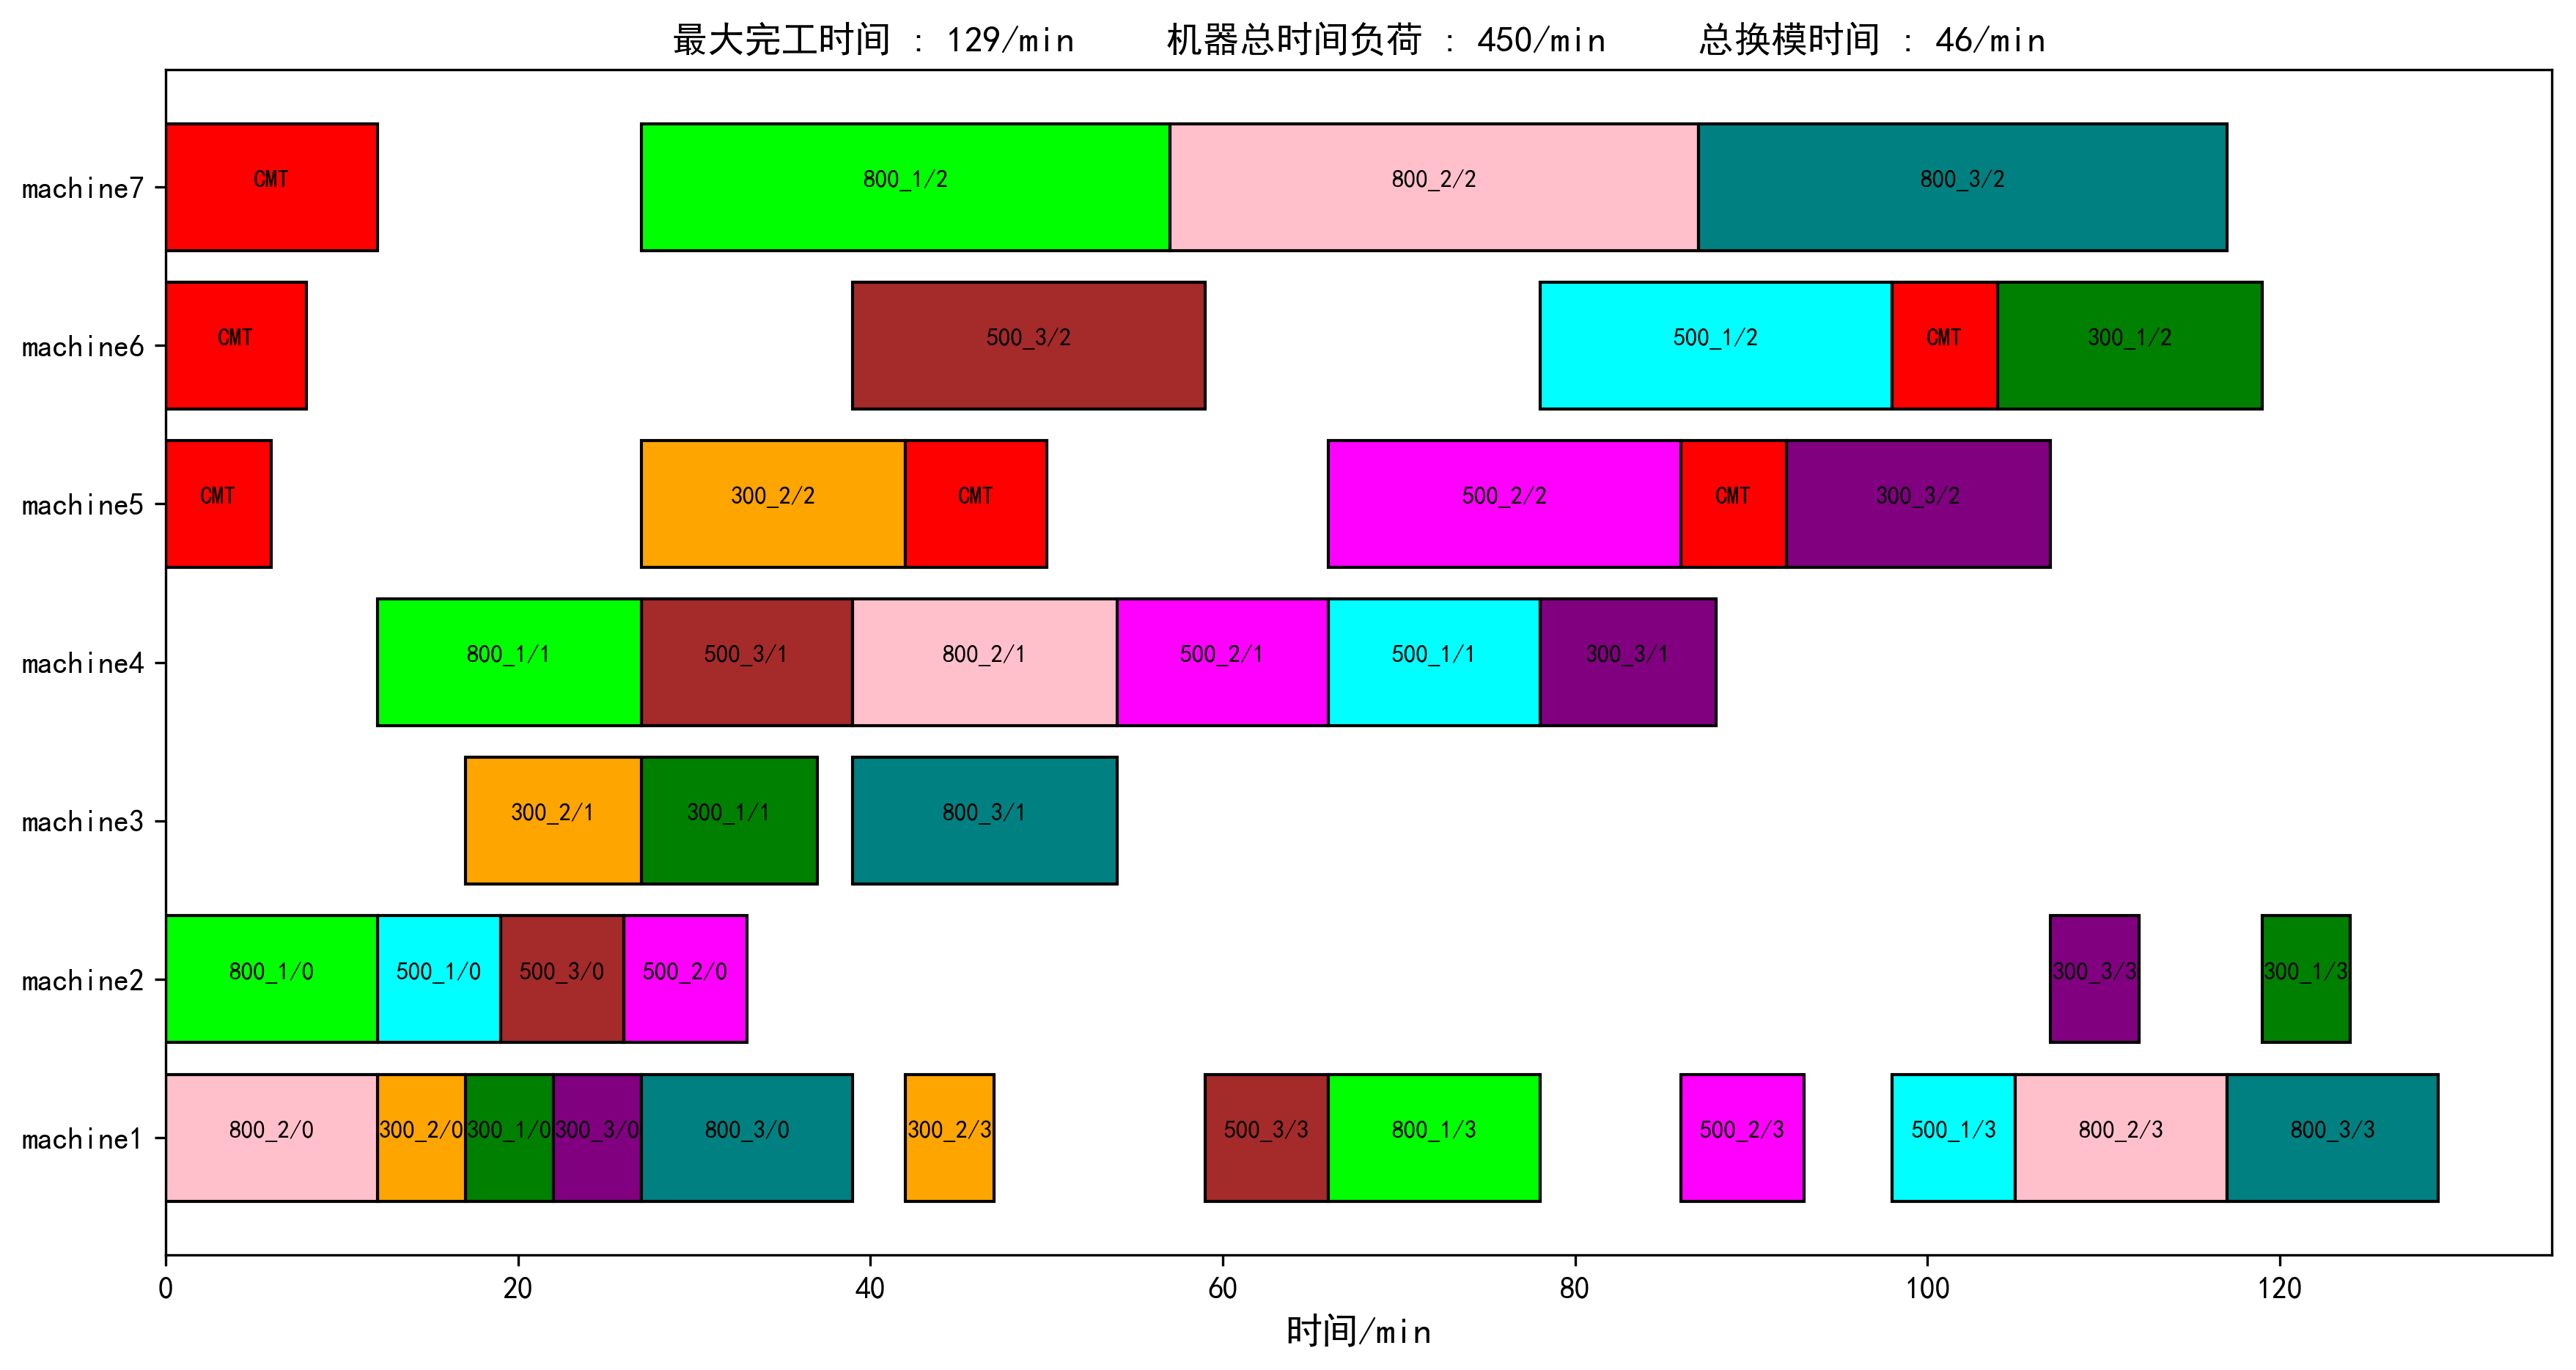 最大完工时间 : 129/min 机器总时间负荷 : 450/min 总换模时间 : 46/min
machine7 CMT 800_1/2 800_2/2 800_3/2
machine6 CMT 500_3/2 500_1/2 CMT 300_1/2
machine5 CMT 300_2/2 CMT 500_2/2 CMT 300_3/2
machine4 800_1/1 500_3/1 800_2/1 500_2/1 500_1/1 300_3/1
machine3 300_2/1 300_1/1 800_3/1
machine2 800_1/0 500_1/0 500_3/0 500_2/0 300_3/3 300_1/3
machine1 800_2/0 300_2/0 300_1/0 300_3/0 800_3/0 300_2/3 500_3/3 800_1/3 500_2/3 500_1/3 800_2/3 800_3/3
0 20 40 60 80 100 120
时间/min